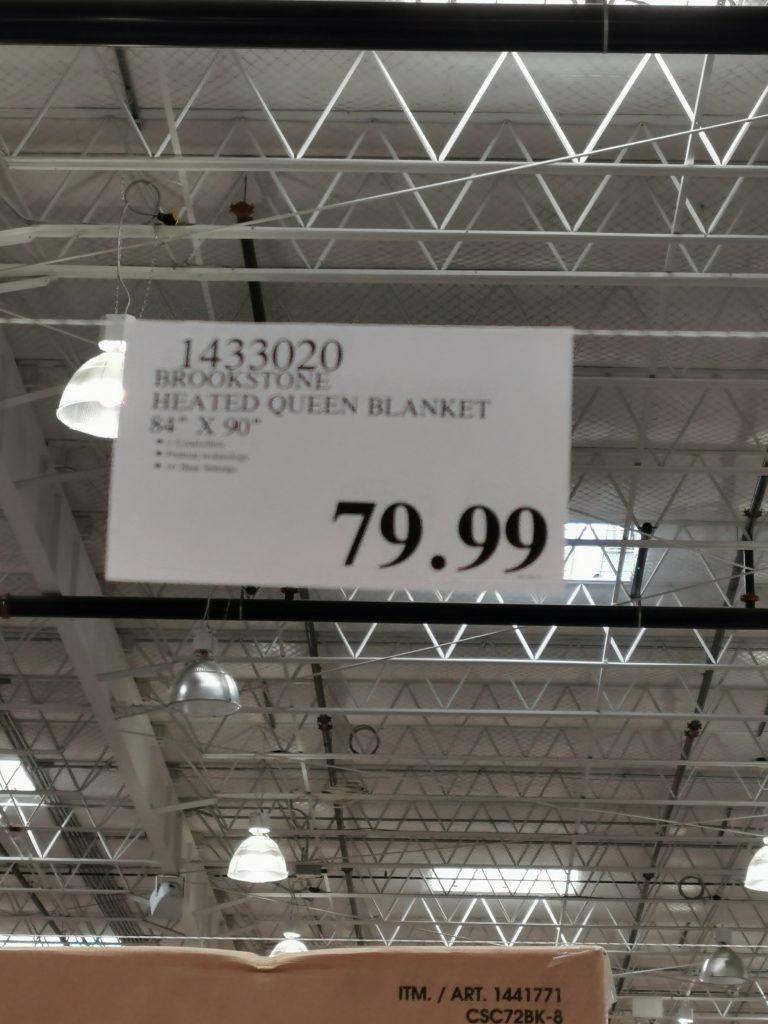 1433020
BROOKSTONE
HEATED QUEEN BLANKET
84" X 90"
79.99
ITM. / ART. 1441771
CSC72BK-8